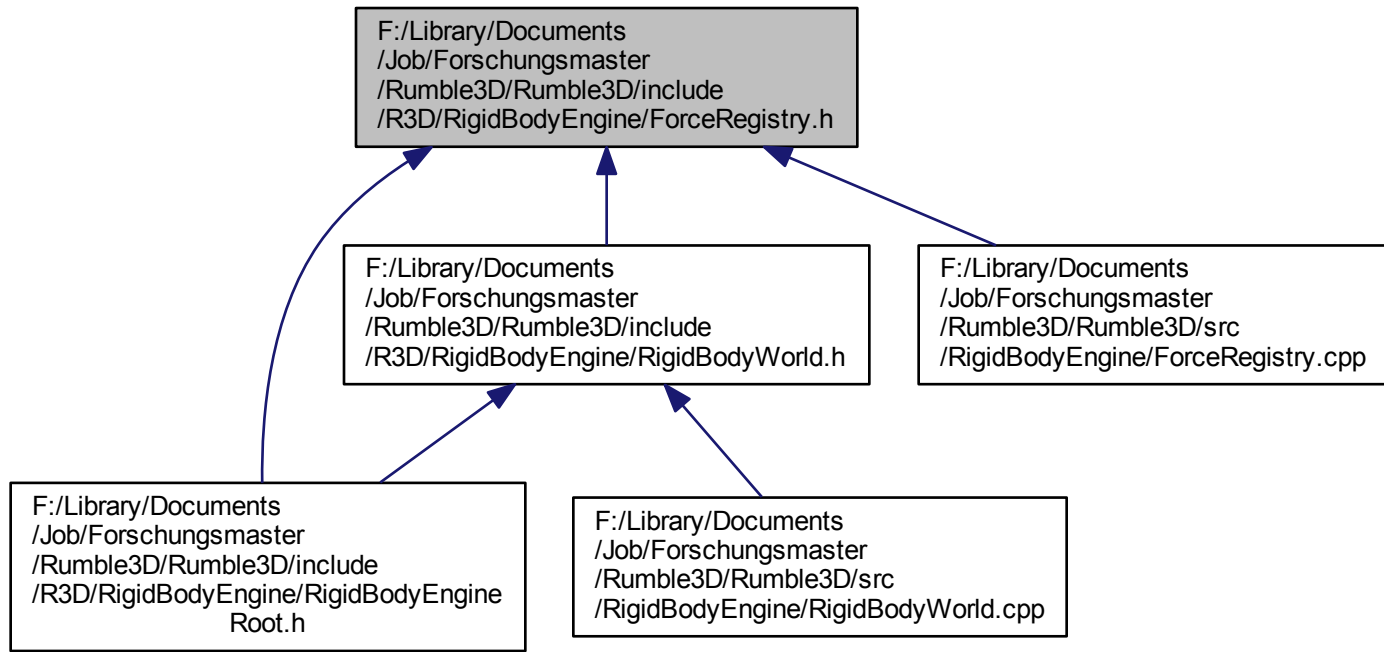 F:/Library/Documents
/Job/Forschungsmaster
/Rumble3D/Rumble3D/include
/R3D/RigidBodyEngine/ForceRegistry.h
F:/Library/Documents
/Job/Forschungsmaster
/Rumble3D/Rumble3D/include
/R3D/RigidBodyEngine/RigidBodyWorld.h
F:/Library/Documents
/Job/Forschungsmaster
/Rumble3D/Rumble3D/src
/RigidBodyEngine/ForceRegistry.cpp
F:/Library/Documents
/Job/Forschungsmaster
/Rumble3D/Rumble3D/include
/R3D/RigidBodyEngine/RigidBodyEngine
Root.h
F:/Library/Documents
/Job/Forschungsmaster
/Rumble3D/Rumble3D/src
/RigidBodyEngine/RigidBodyWorld.cpp